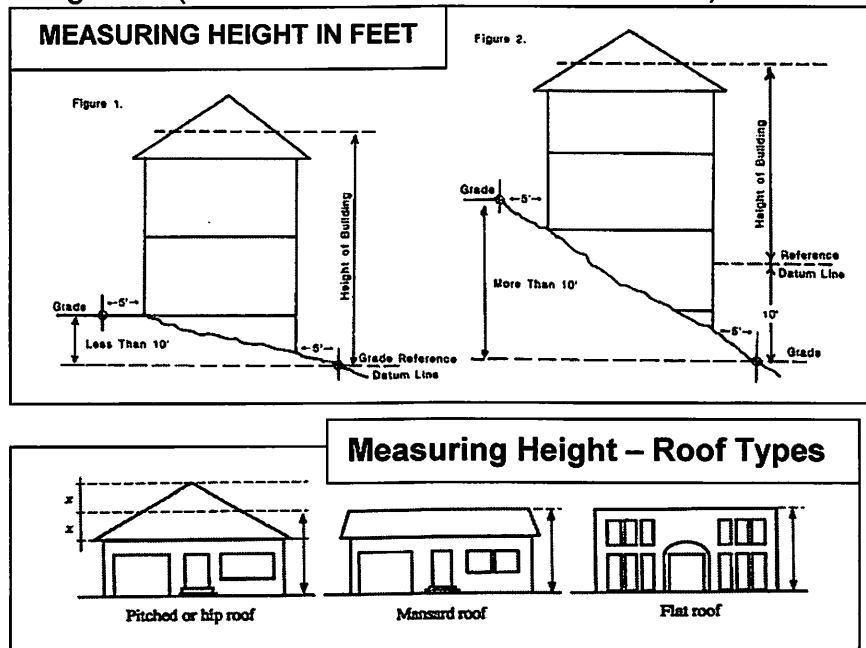 MEASURING HEIGHT IN FEET
Figure 1.
Grade
←5'→
Less Than 10'
Height of Building
←5'→
Grade Reference
Datum Line
Figure 2.
Grade
←5'→
More Than 10'
Height of Building
Reference
Datum Line
10'
←5'→
Grade
Measuring Height – Roof Types
Pitched or hip roof
Mansard roof
Flat roof